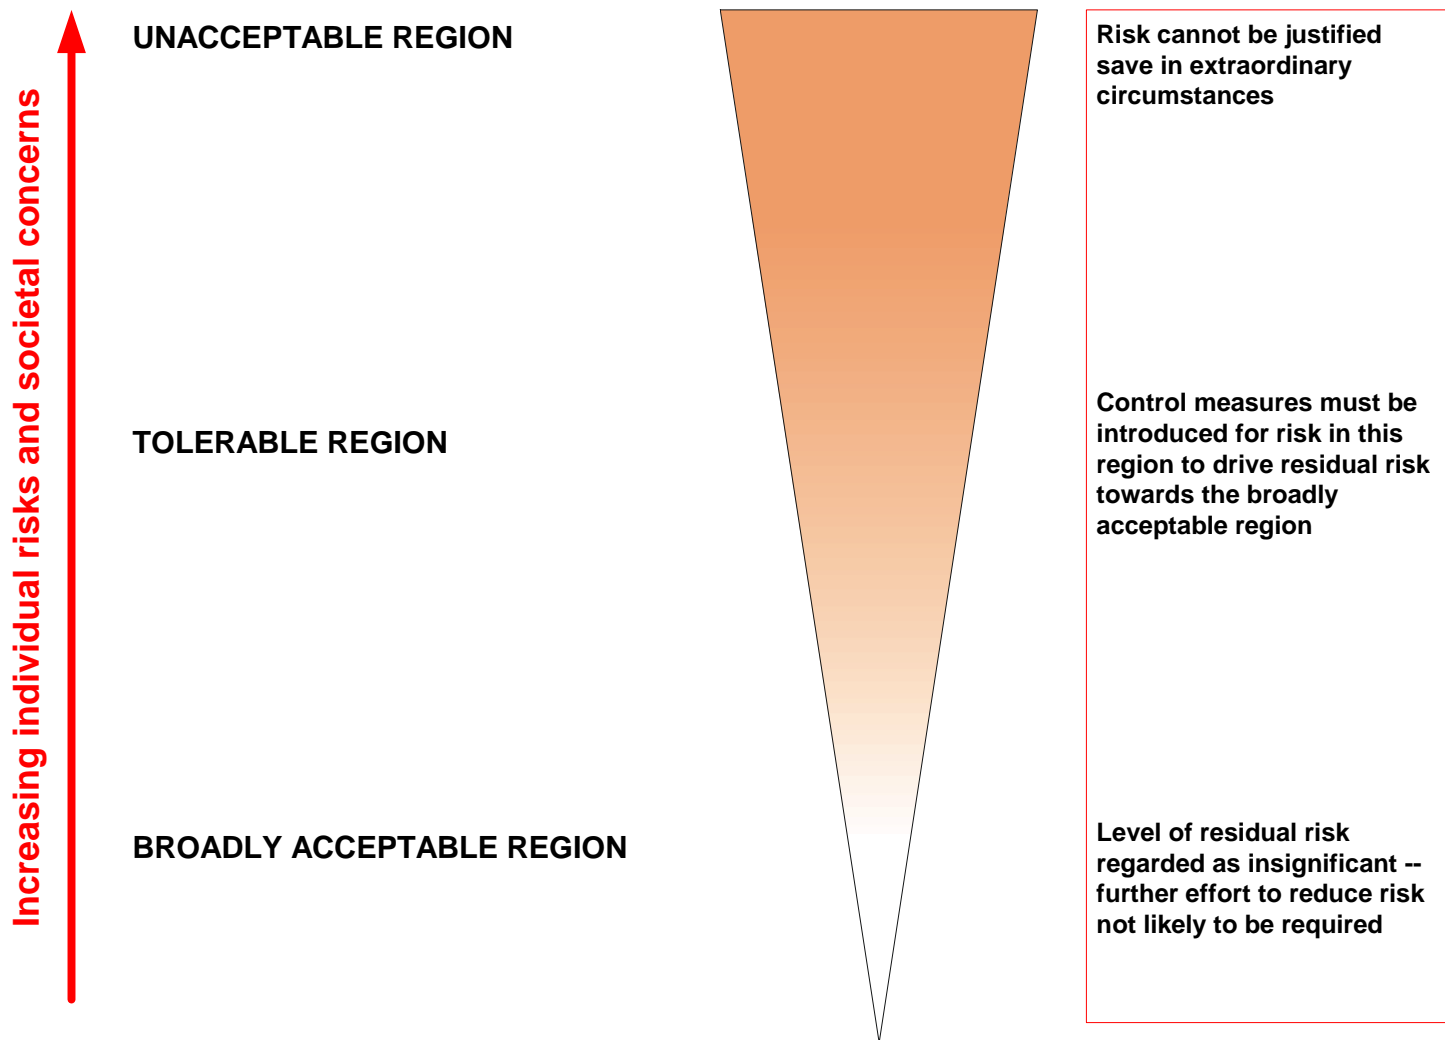 Increasing individual risks and societal concerns
UNACCEPTABLE REGION
Risk cannot be justified
save in extraordinary
circumstances
TOLERABLE REGION
Control measures must be
introduced for risk in this
region to drive residual risk
towards the broadly
acceptable region
BROADLY ACCEPTABLE REGION
Level of residual risk
regarded as insignificant --
further effort to reduce risk
not likely to be required